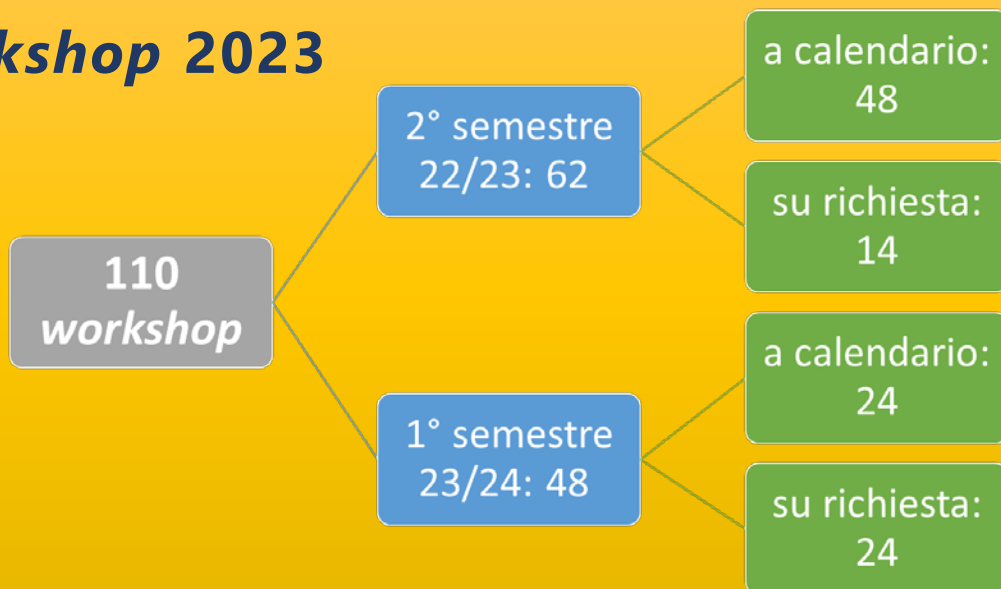 kshop 2023
110
workshop
2° semestre
22/23: 62
a calendario:
48
su richiesta:
14
1° semestre
23/24: 48
a calendario:
24
su richiesta:
24